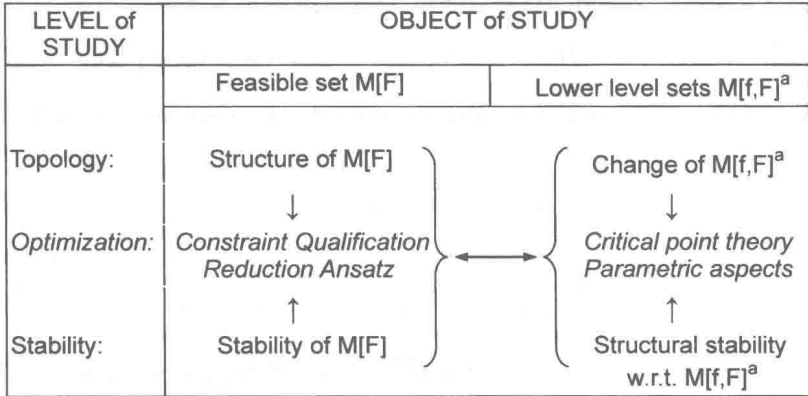 LEVEL of STUDY
OBJECT of STUDY
Feasible set M[F]
Lower level sets M[f,F]ᵃ
Topology:
Structure of M[F]
Change of M[f,F]ᵃ
↓
↓
Optimization:
Constraint Qualification
Reduction Ansatz
↔
Critical point theory
Parametric aspects
↑
↑
Stability:
Stability of M[F]
Structural stability
w.r.t. M[f,F]ᵃ